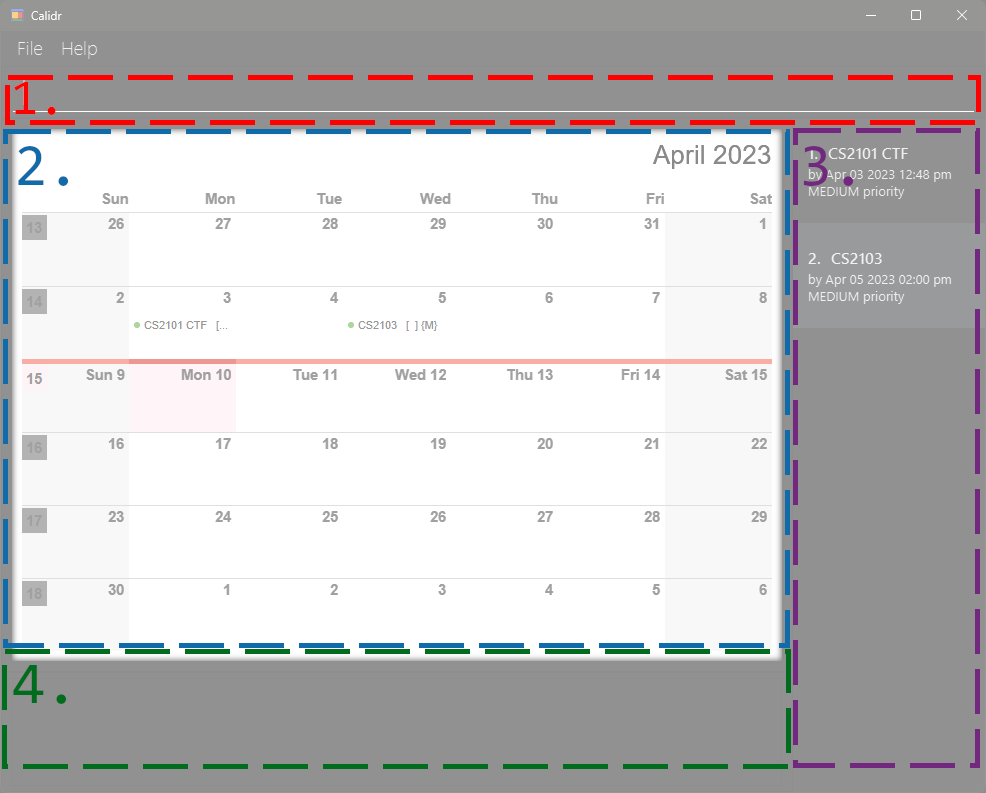 Calidr
File Help
1.
2.
April 2023
Sun Mon Tue Wed Thu Fri Sat
13 26 27 28 29 30 31 1
14 2 3 4 5 6 7 8
CS2101 CTF [... CS2103 [ ] {M}
15 Sun 9 Mon 10 Tue 11 Wed 12 Thu 13 Fri 14 Sat 15
16 16 17 18 19 20 21 22
17 23 24 25 26 27 28 29
18 30 1 2 3 4 5 6
3.
1. CS2101 CTF
by Apr 03 2023 12:48 pm
MEDIUM priority
2. CS2103
by Apr 05 2023 02:00 pm
MEDIUM priority
4.